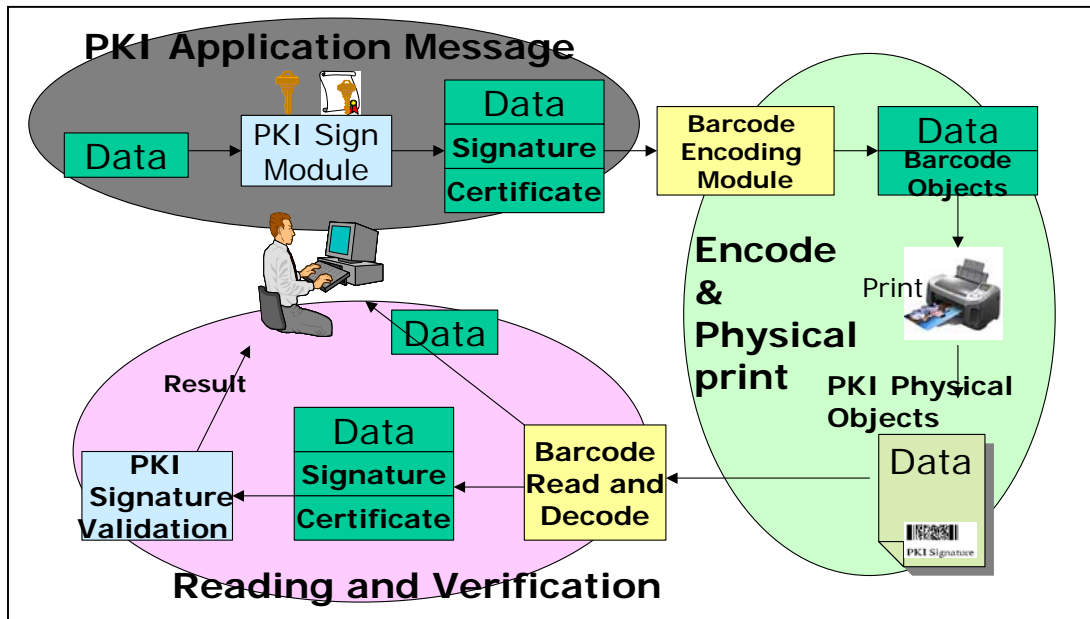 PKI Application Message
Data
PKI Sign
Module
Data
Signature
Certificate
Barcode
Encoding
Module
Data
Barcode
Objects
Encode
&
Physical
print
Print
PKI Physical
Objects
Data
PKI Signature
Data
Result
PKI
Signature
Validation
Data
Signature
Certificate
Barcode
Read and
Decode
Reading and Verification